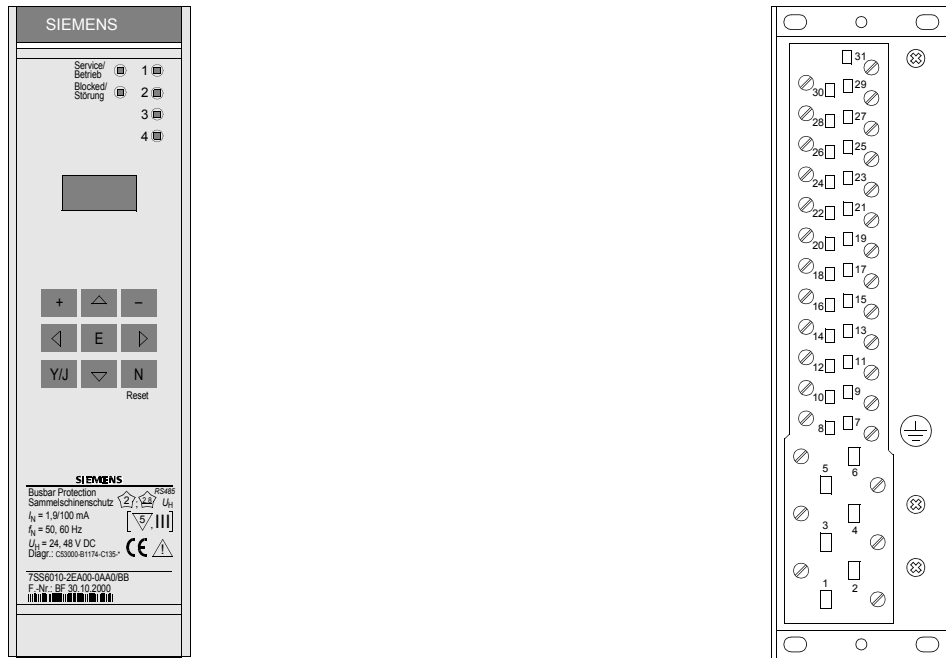 SIEMENS
Service/
Betrieb
1
Blocked/
Störung
2
3
4
+
–
E
Y/J
N
Reset
SIEMENS
Busbar Protection
Sammelschinenschutz
2 ; 2,8
RS485
UH
IN = 1,9/100 mA
5 , III
fN = 50, 60 Hz
UH = 24, 48 V DC
Diagr.: C53000-B1174-C135-*
CE
!
7SS6010-2EA00-0AA0/BB
F.-Nr.: BF 30.10.2000
31
30
29
28
27
26
25
24
23
22
21
20
19
18
17
16
15
14
13
12
11
10
9
8
7
5
6
3
4
1
2